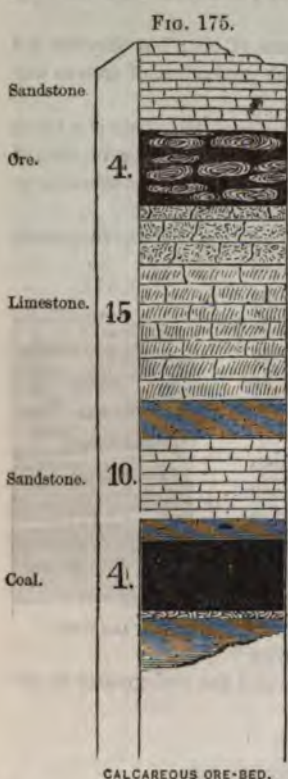 FIG. 175.
Sandstone
Ore. 4.
Limestone. 15
Sandstone. 10.
Coal. 4.
CALCAREOUS ORE-BED.